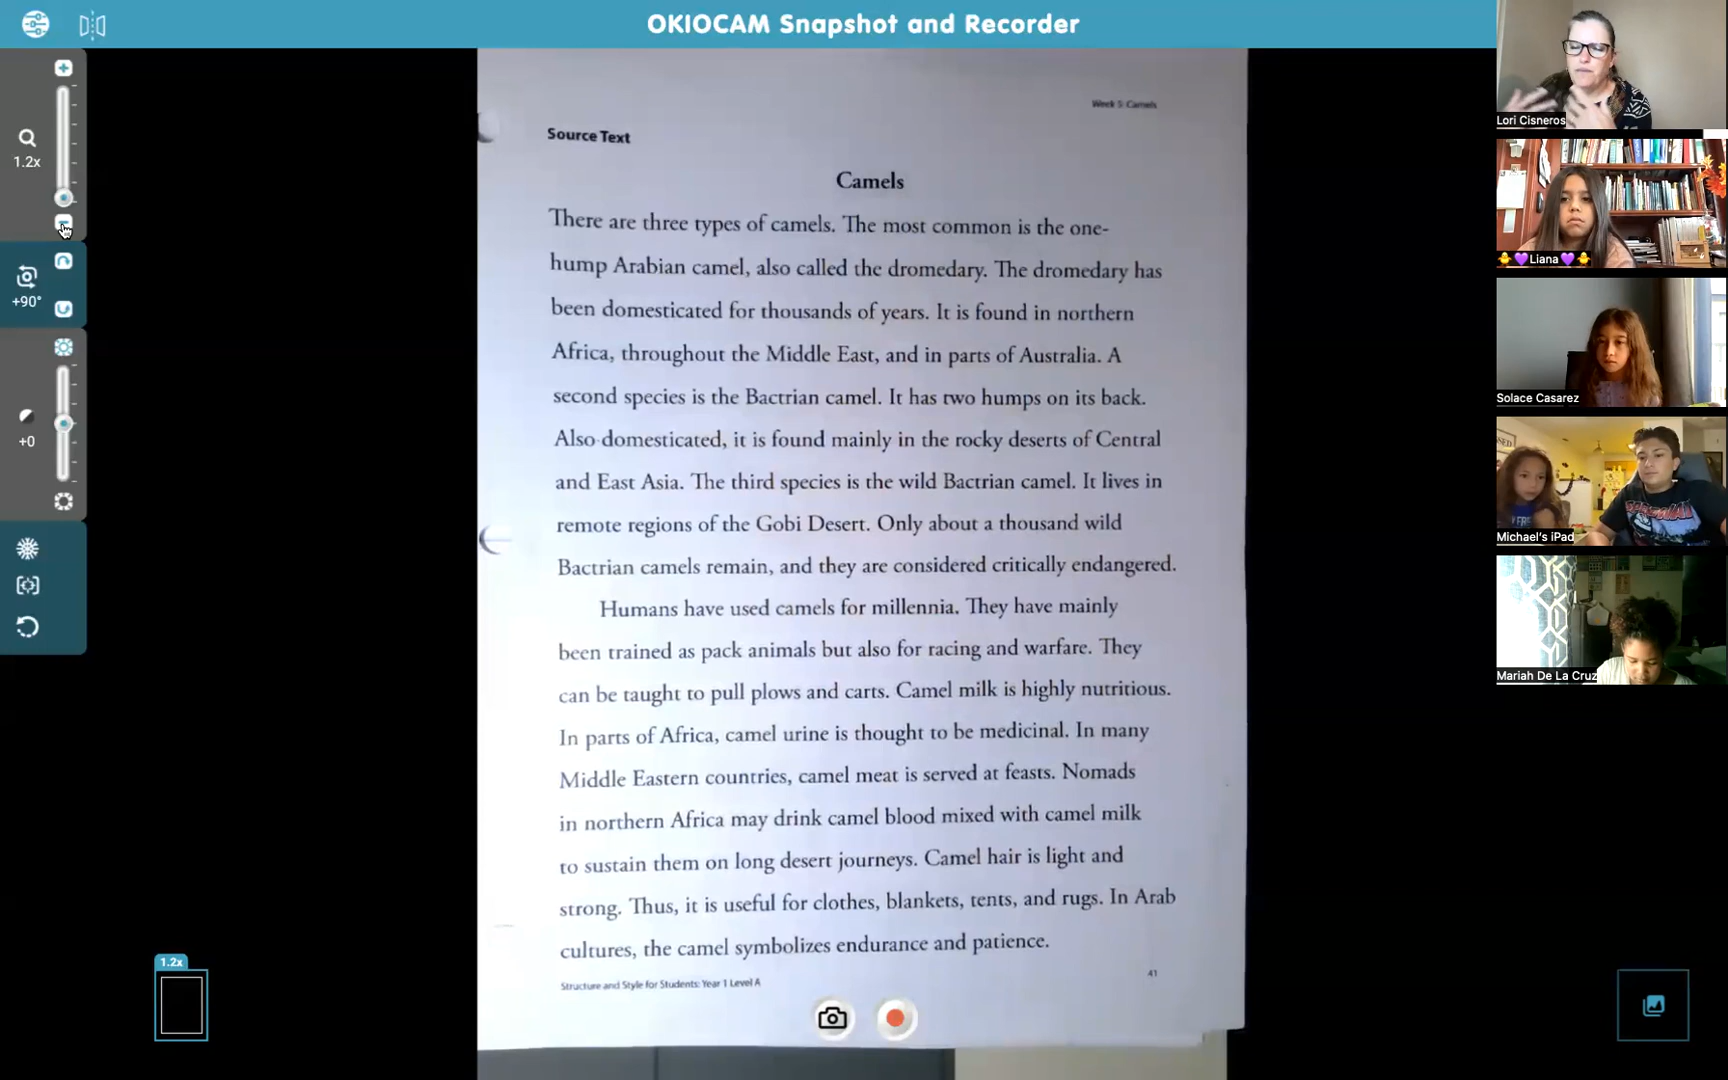 OKIOCAM Snapshot and Recorder
1.2x
+90°
+0
Week 5: Camels
Source Text
Camels
There are three types of camels. The most common is the one-
hump Arabian camel, also called the dromedary. The dromedary has
been domesticated for thousands of years. It is found in northern
Africa, throughout the Middle East, and in parts of Australia. A
second species is the Bactrian camel. It has two humps on its back.
Also domesticated, it is found mainly in the rocky deserts of Central
and East Asia. The third species is the wild Bactrian camel. It lives in
remote regions of the Gobi Desert. Only about a thousand wild
Bactrian camels remain, and they are considered critically endangered.
Humans have used camels for millennia. They have mainly
been trained as pack animals but also for racing and warfare. They
can be taught to pull plows and carts. Camel milk is highly nutritious.
In parts of Africa, camel urine is thought to be medicinal. In many
Middle Eastern countries, camel meat is served at feasts. Nomads
in northern Africa may drink camel blood mixed with camel milk
to sustain them on long desert journeys. Camel hair is light and
strong. Thus, it is useful for clothes, blankets, tents, and rugs. In Arab
cultures, the camel symbolizes endurance and patience.
Structure and Style for Students: Year 1 Level A
41
1.2x
Lori Cisneros
🐥💜Liana💜🐥
Solace Casarez
Michael's iPad
Mariah De La Cruz